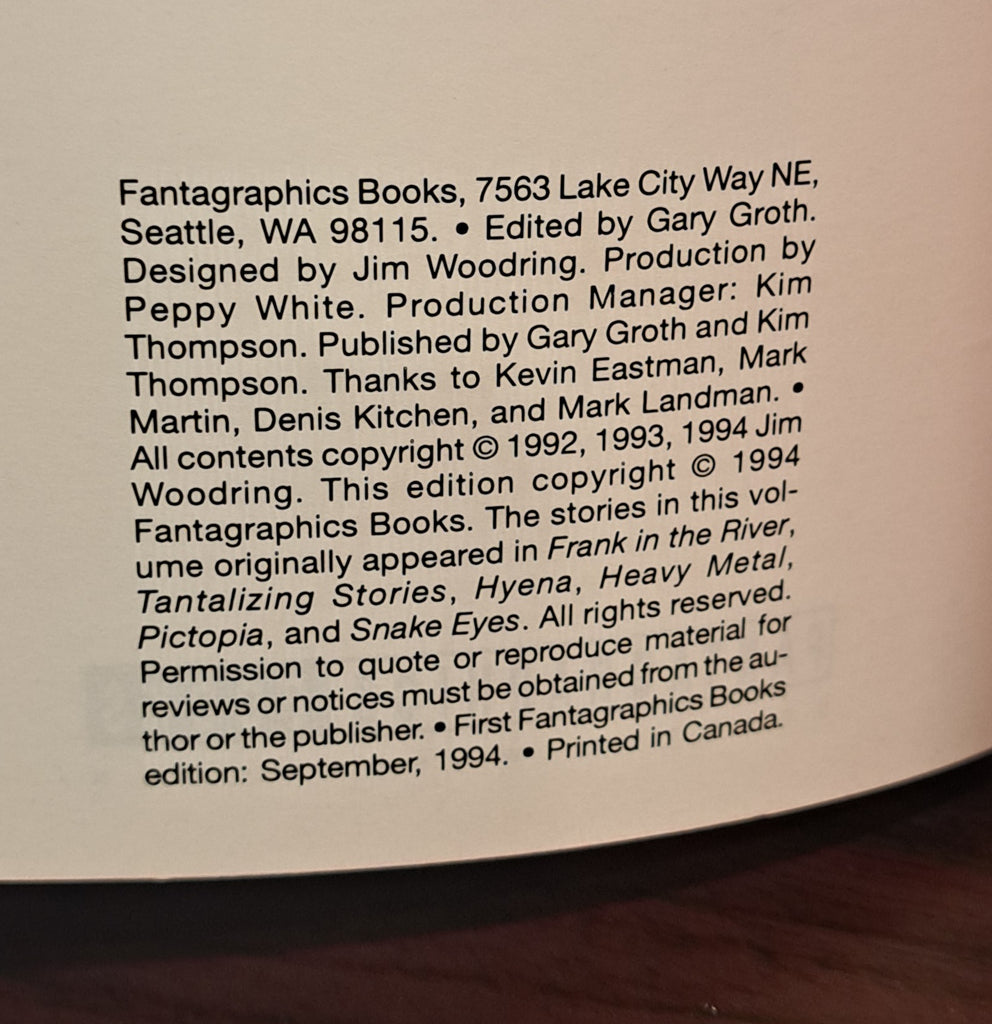 Fantagraphics Books, 7563 Lake City Way NE,
Seattle, WA 98115. • Edited by Gary Groth.
Designed by Jim Woodring. Production by
Peppy White. Production Manager: Kim
Thompson. Published by Gary Groth and Kim
Thompson. Thanks to Kevin Eastman, Mark
Martin, Denis Kitchen, and Mark Landman. •
All contents copyright © 1992, 1993, 1994 Jim
Woodring. This edition copyright © 1994
Fantagraphics Books. The stories in this vol-
ume originally appeared in Frank in the River,
Tantalizing Stories, Hyena, Heavy Metal,
Pictopia, and Snake Eyes. All rights reserved.
Permission to quote or reproduce material for
reviews or notices must be obtained from the au-
thor or the publisher. • First Fantagraphics Books
edition: September, 1994. • Printed in Canada.